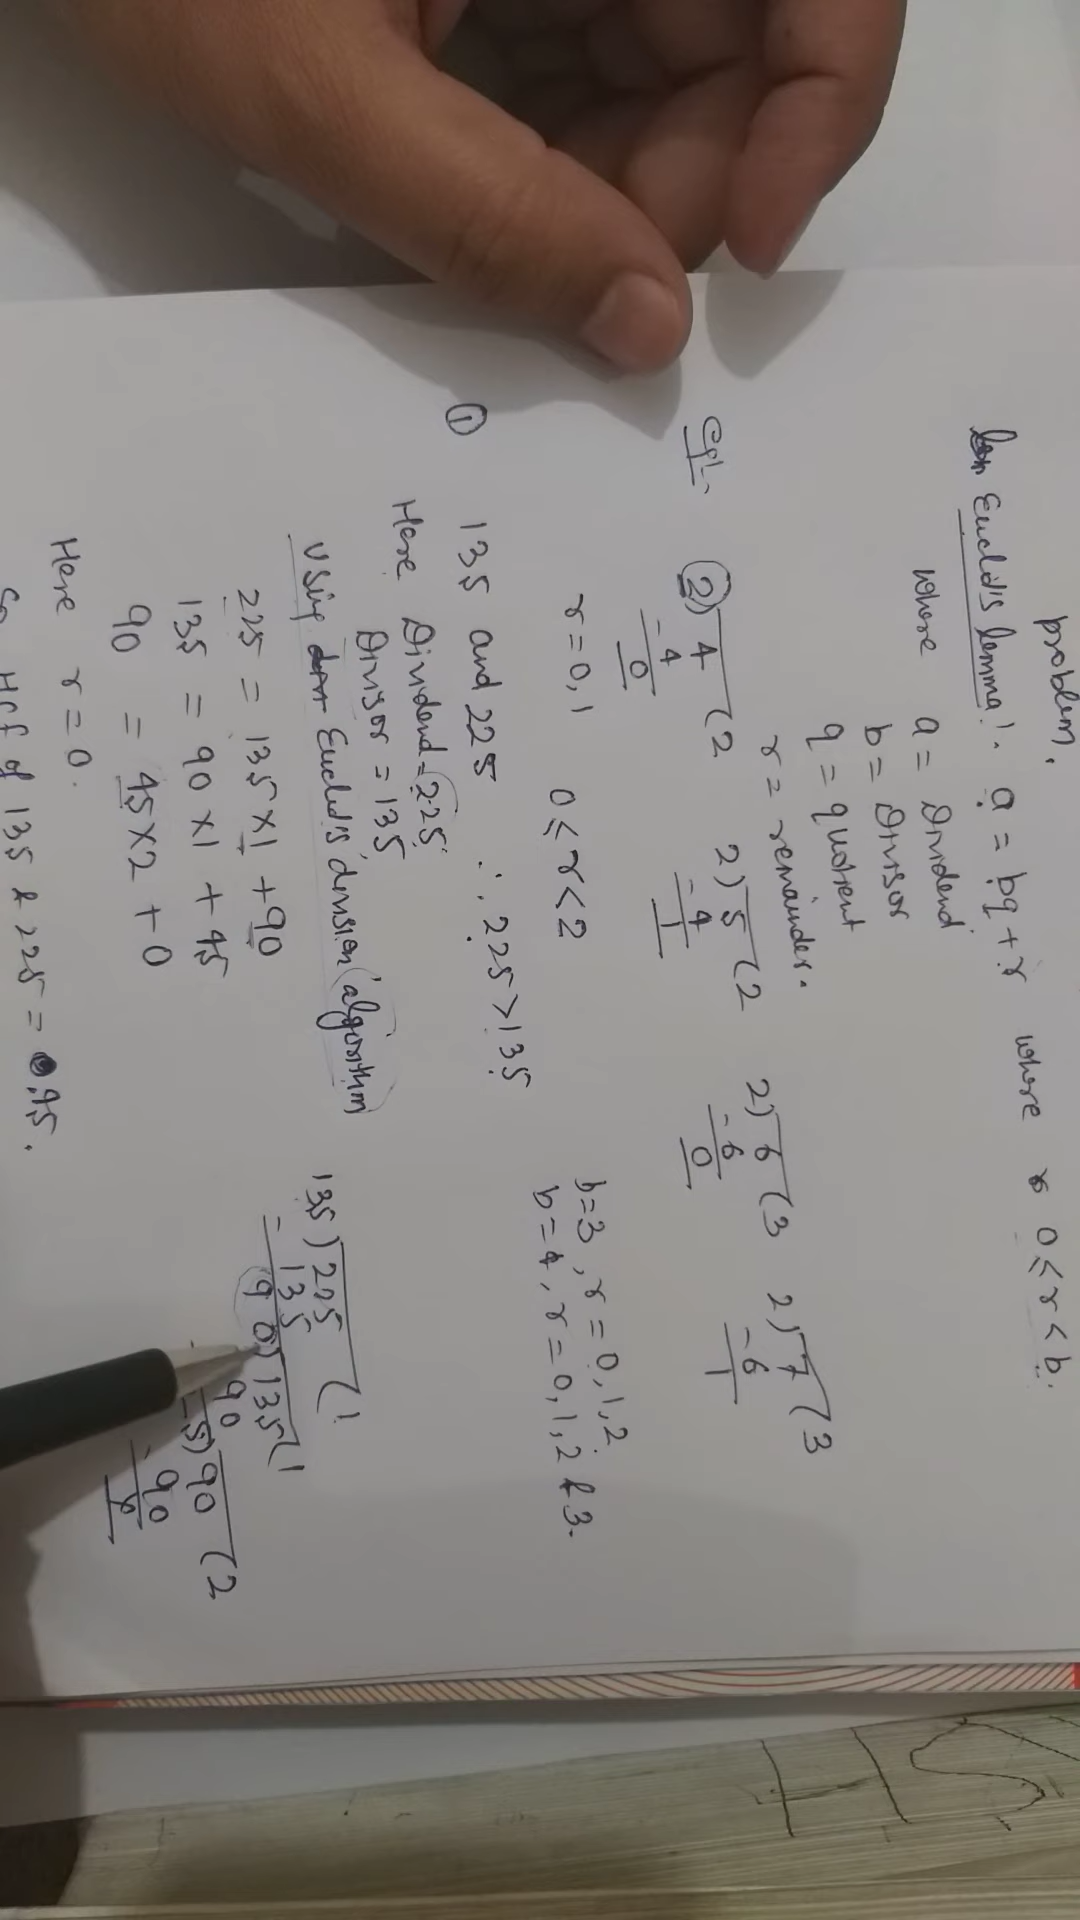 problem.
Euclid's lemma :- a = bq + r where 0 ≤ r < b.
where a = Dividend
b = Divisor
q = quotient
r = remainder.
Expl:-
2) 4 (2
- 4
0
2) 5 (2
- 4
1
2) 6 (3
- 6
0
2) 7 (3
- 6
1
r = 0, 1 0 ≤ r < 2
b=3, r = 0, 1, 2
b = 4, r = 0, 1, 2 & 3.
① 135 and 225 ∴ 225 > 135
Here Dividend = 225
Divisor = 135
Using Euclid's division algorithm
225 = 135 × 1 + 90
135 = 90 × 1 + 45
90 = 45 × 2 + 0
135) 225 (1
- 135
90) 135 (1
90
5) 90 (2
- 90
0
Here r = 0.
So HCF of 135 & 225 = 45.